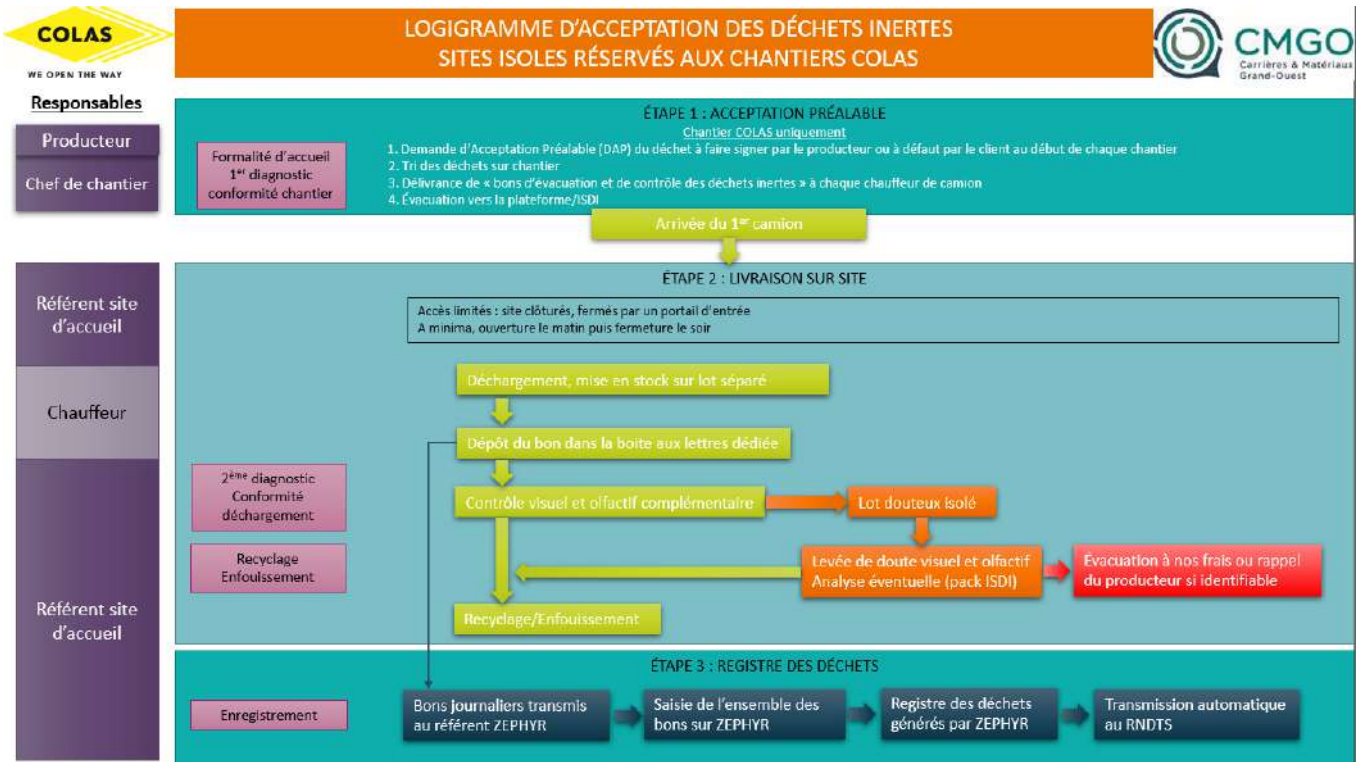 COLAS
WE OPEN THE WAY
LOGIGRAMME D'ACCEPTATION DES DÉCHETS INERTES
SITES ISOLES RÉSERVÉS AUX CHANTIERS COLAS
CMGO
Carrières & Matériaux
Grand-Ouest
Responsables
Producteur
Chef de chantier
ÉTAPE 1 : ACCEPTATION PRÉALABLE
Chantier COLAS uniquement
Formalité d'accueil
1er diagnostic
conformité chantier
1. Demande d'Acceptation Préalable (DAP) du déchet à faire signer par le producteur ou à défaut par le client au début de chaque chantier
2. Tri des déchets sur chantier
3. Délivrance de « bons d'évacuation et de contrôle des déchets inertes » à chaque chauffeur de camion
4. Évacuation vers la plateforme/ISDI
Arrivée du 1er camion
ÉTAPE 2 : LIVRAISON SUR SITE
Référent site
d'accueil
Accès limités : site clôturés, fermés par un portail d'entrée
A minima, ouverture le matin puis fermeture le soir
Chauffeur
Déchargement, mise en stock sur lot séparé
Dépôt du bon dans la boite aux lettres dédiée
2ème diagnostic
Conformité
déchargement
Contrôle visuel et olfactif complémentaire
Lot douteux isolé
Recyclage
Enfouissement
Levée de doute visuel et olfactif
Analyse éventuelle (pack ISDI)
Évacuation à nos frais ou rappel
du producteur si identifiable
Référent site
d'accueil
Recyclage/Enfouissement
ÉTAPE 3 : REGISTRE DES DÉCHETS
Enregistrement
Bons journaliers transmis
au référent ZEPHYR
Saisie de l'ensemble des
bons sur ZEPHYR
Registre des déchets
générés par ZEPHYR
Transmission automatique
au RNDTS